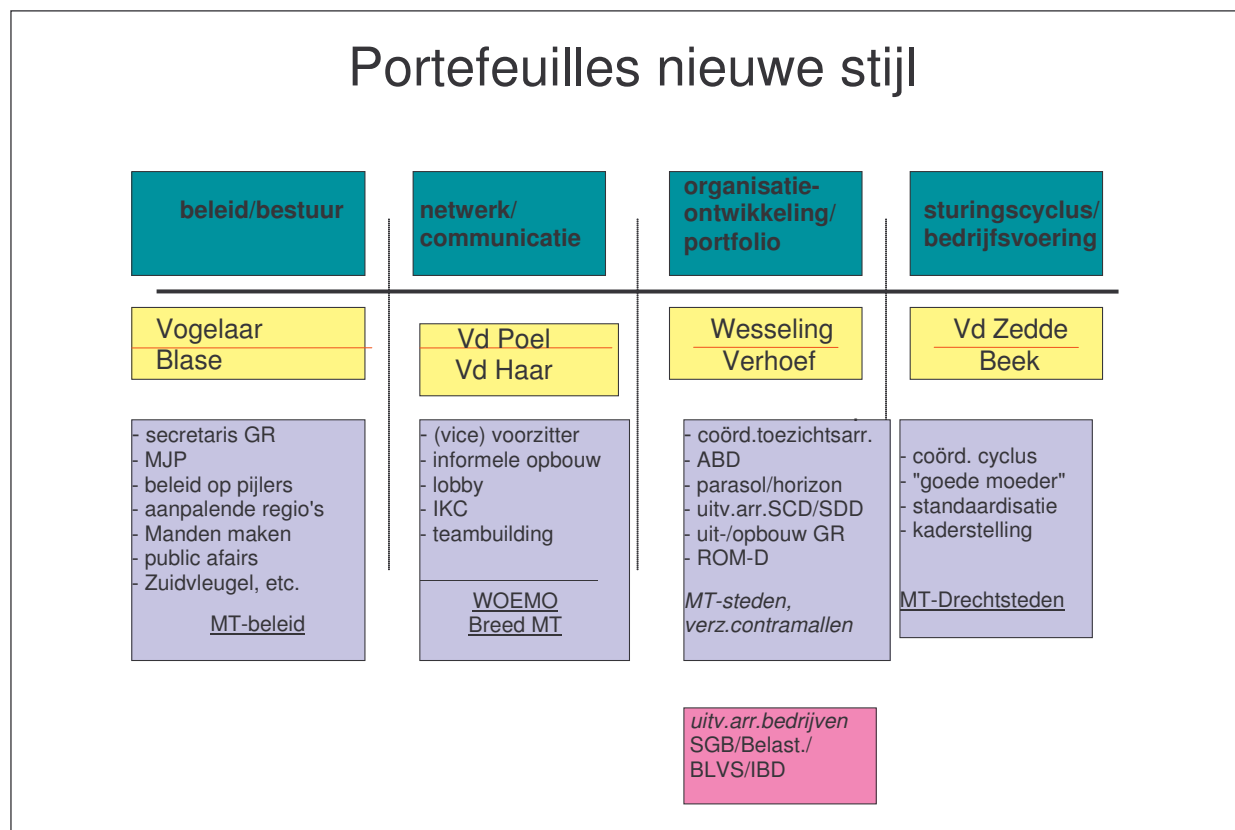 Portefeuilles nieuwe stijl
beleid/bestuur
netwerk/
communicatie
organisatie-
ontwikkeling/
portfolio
sturingscyclus/
bedrijfsvoering
Vogelaar
Blase
Vd Poel
Vd Haar
Wesseling
Verhoef
Vd Zedde
Beek
- secretaris GR
- MJP
- beleid op pijlers
- aanpalende regio's
- Manden maken
- public afairs
- Zuidvleugel, etc.
MT-beleid
- (vice) voorzitter
- informele opbouw
- lobby
- IKC
- teambuilding
WOEMO
Breed MT
- coörd.toezichtsarr.
- ABD
- parasol/horizon
- uitv.arr.SCD/SDD
- uit-/opbouw GR
- ROM-D
MT-steden,
verz.contramallen
- coörd. cyclus
- "goede moeder"
- standaardisatie
- kaderstelling
MT-Drechtsteden
uitv.arr.bedrijven
SGB/Belast./
BLVS/IBD